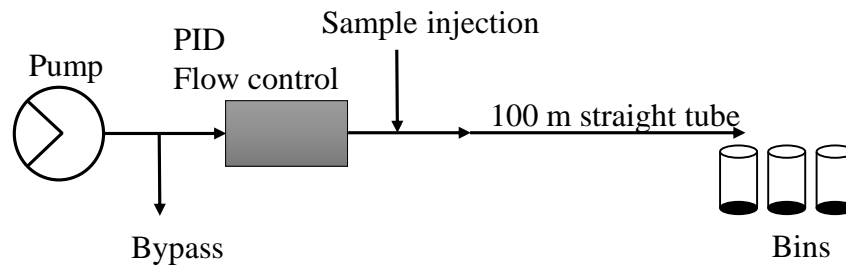 Sample injection
PID
Flow control
Pump
100 m straight tube
Bypass
Bins